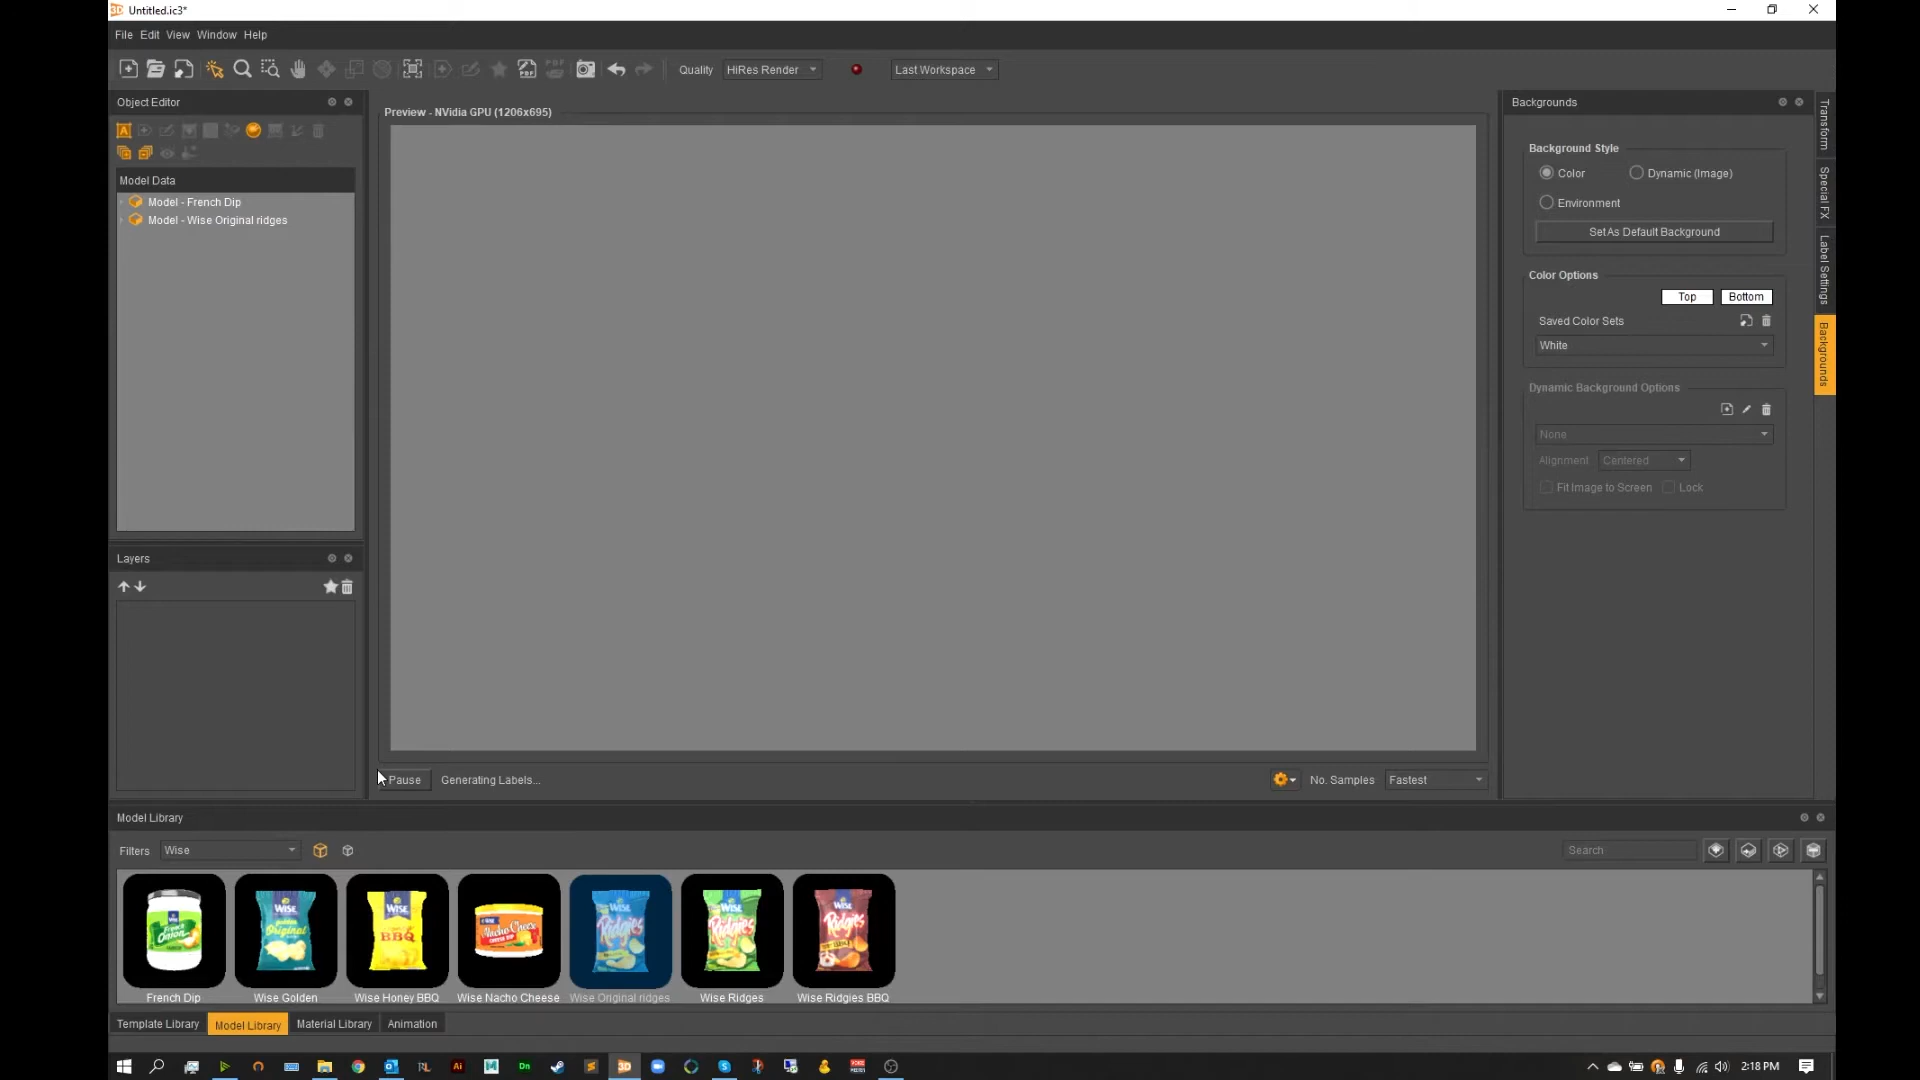 Untitled.ic3*
File Edit View Window Help
Quality HiRes Render Last Workspace
Object Editor
Model Data
Model - French Dip
Model - Wise Original ridges
Layers
Preview - NVidia GPU (1206x695)
Pause Generating Labels...
No. Samples Fastest
Backgrounds
Background Style
Color Dynamic (Image)
Environment
Set As Default Background
Color Options
Top Bottom
Saved Color Sets
White
Dynamic Background Options
None
Alignment Centered
Fit Image to Screen Lock
Transform
Special FX
Label Settings
Backgrounds
Model Library
Filters Wise
Search
French Dip Wise Golden Wise Honey BBQ Wise Nacho Cheese Wise Original ridges Wise Ridges Wise Ridgies BBQ
Template Library Model Library Material Library Animation
2:18 PM